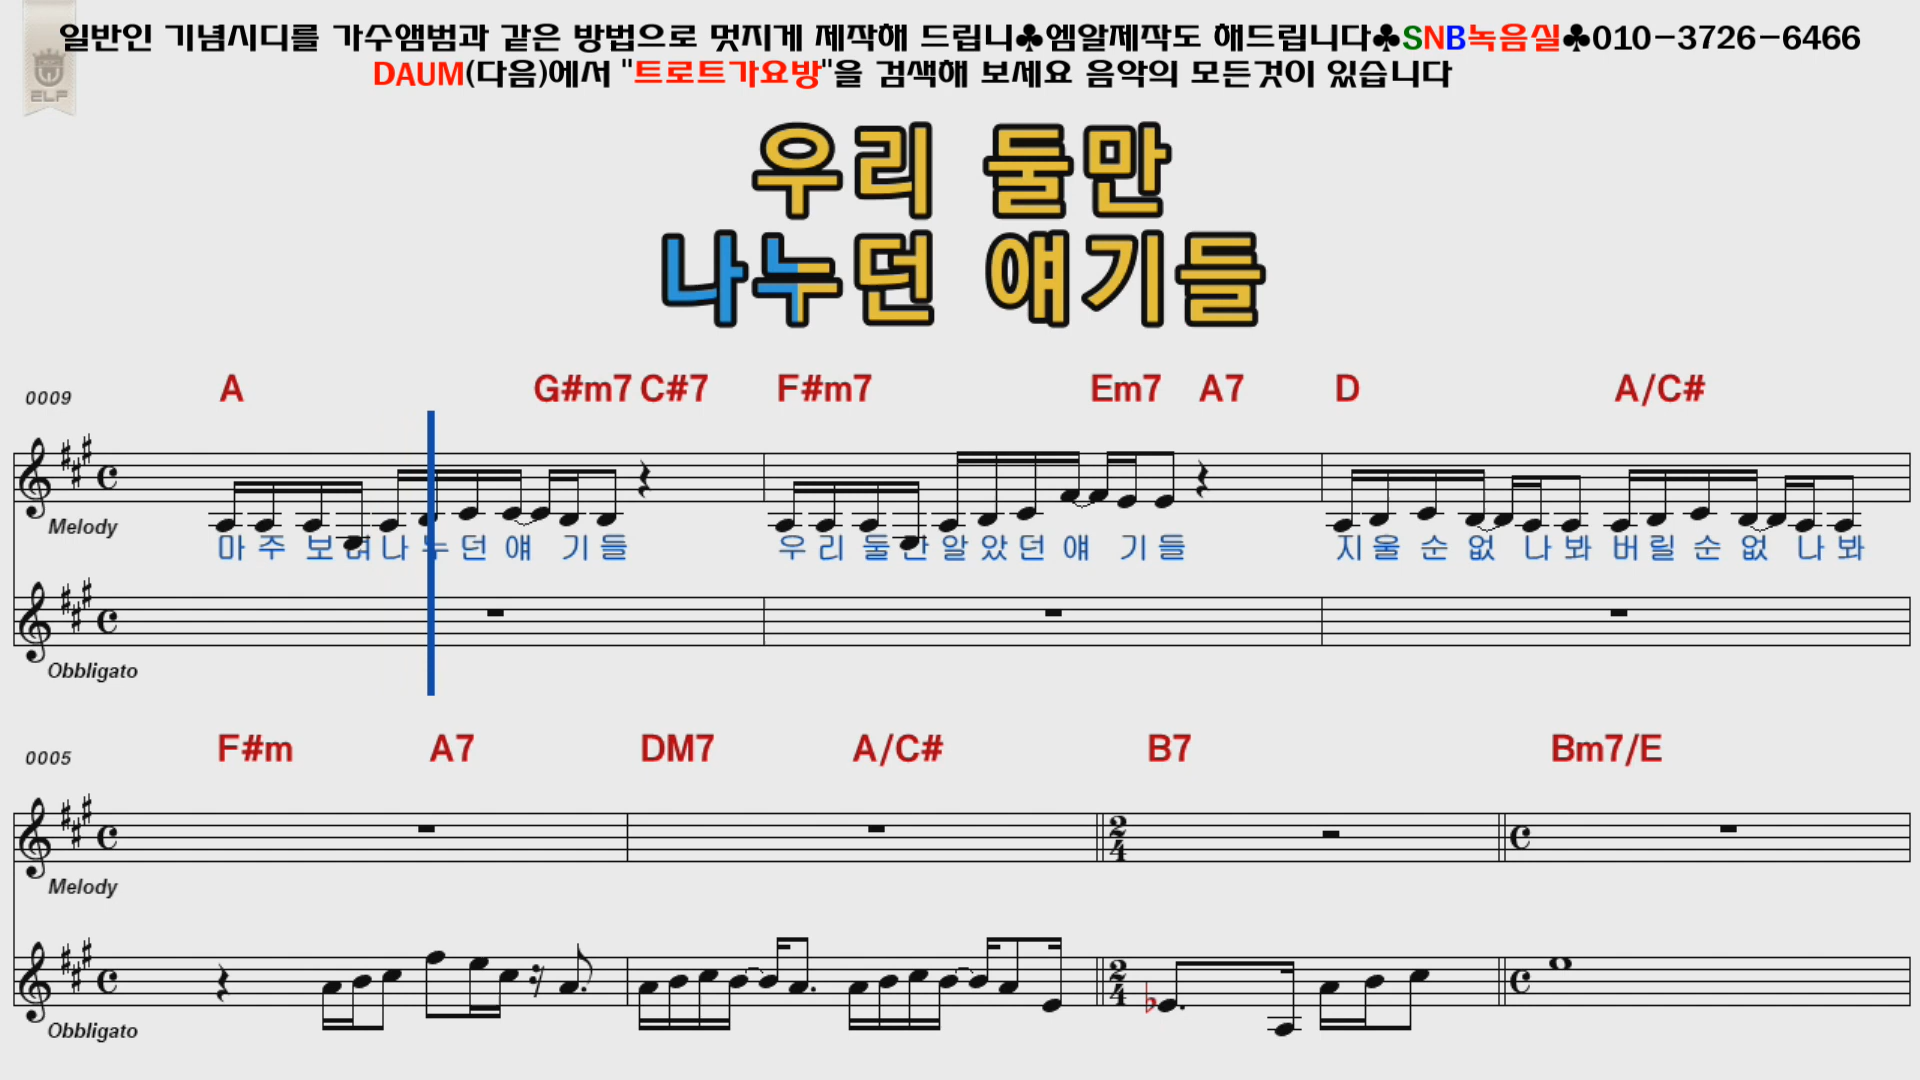 일반인 기념시디를 가수앨범과 같은 방법으로 멋지게 제작해 드립니♣엠알제작도 해드립니다♣SNB녹음실♣010-3726-6466
DAUM(다음)에서 "트로트가요방"을 검색해 보세요 음악의 모든것이 있습니다
ELF
우리 둘만
나누던 얘기들
0009 A G#m7 C#7 F#m7 Em7 A7 D A/C#
Melody
마 주 보 며 나 누 던 얘 기 들 우 리 둘 만 알 았 던 얘 기 들 지 울 순 없 나 봐 버 릴 순 없 나 봐
Obbligato
0005 F#m A7 DM7 A/C# B7 Bm7/E
2
4
Melody
2
4
Obbligato